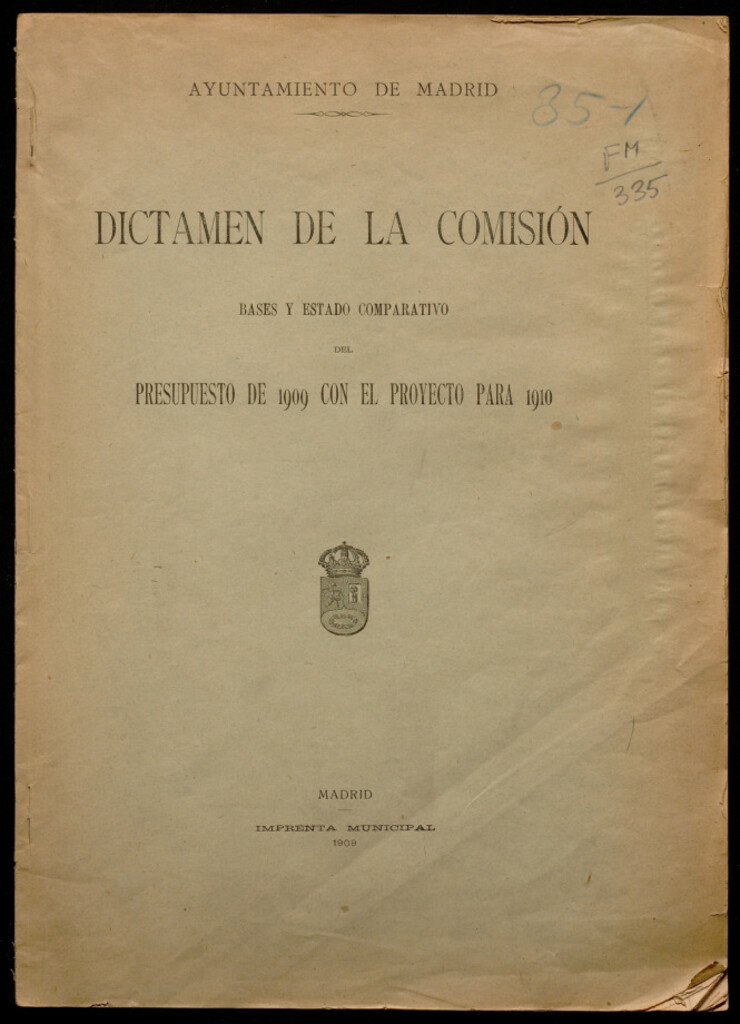 AYUNTAMIENTO DE MADRID
35-1
FM
335
DICTAMEN DE LA COMISIÓN
BASES Y ESTADO COMPARATIVO
DEL
PRESUPUESTO DE 1909 CON EL PROYECTO PARA 1910
MADRID
IMPRENTA MUNICIPAL
1909